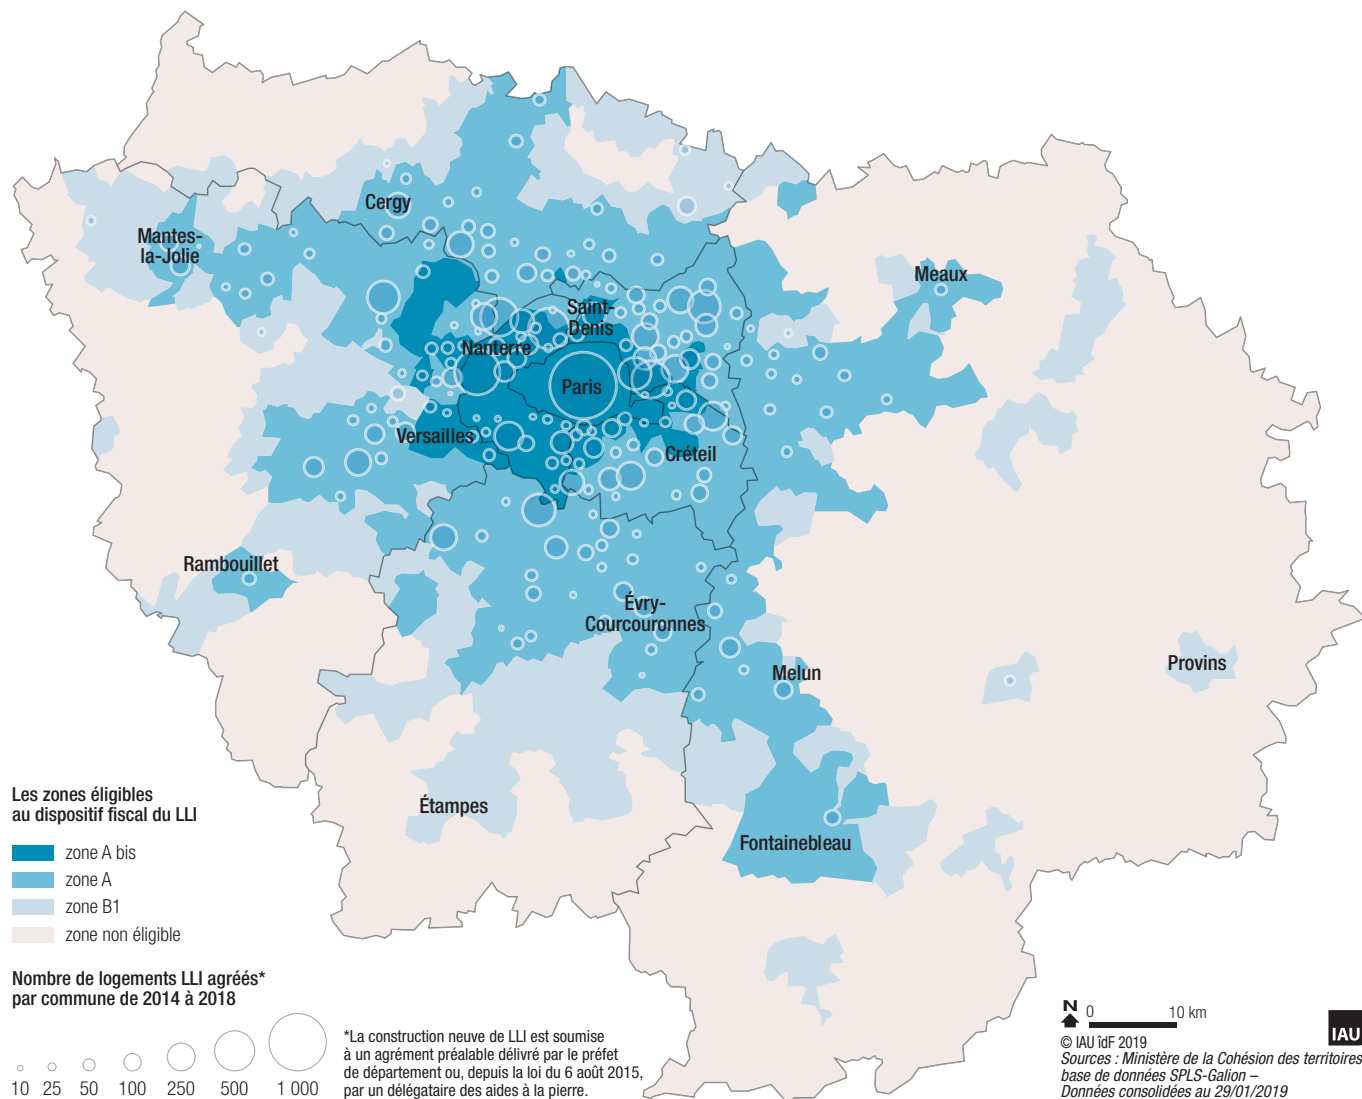 Cergy
Mantes-
la-Jolie
Meaux
Saint-
Denis
Nanterre
Paris
Versailles
Créteil
Rambouillet
Évry-
Courcouronnes
Melun
Provins
Étampes
Fontainebleau
Les zones éligibles
au dispositif fiscal du LLI
zone A bis
zone A
zone B1
zone non éligible
Nombre de logements LLI agréés*
par commune de 2014 à 2018
10 25 50 100 250 500 1 000
*La construction neuve de LLI est soumise
à un agrément préalable délivré par le préfet
de département ou, depuis la loi du 6 août 2015,
par un délégataire des aides à la pierre.
N
0 10 km
© IAU îdF 2019
Sources : Ministère de la Cohésion des territoires
base de données SPLS-Galion –
Données consolidées au 29/01/2019
IAU